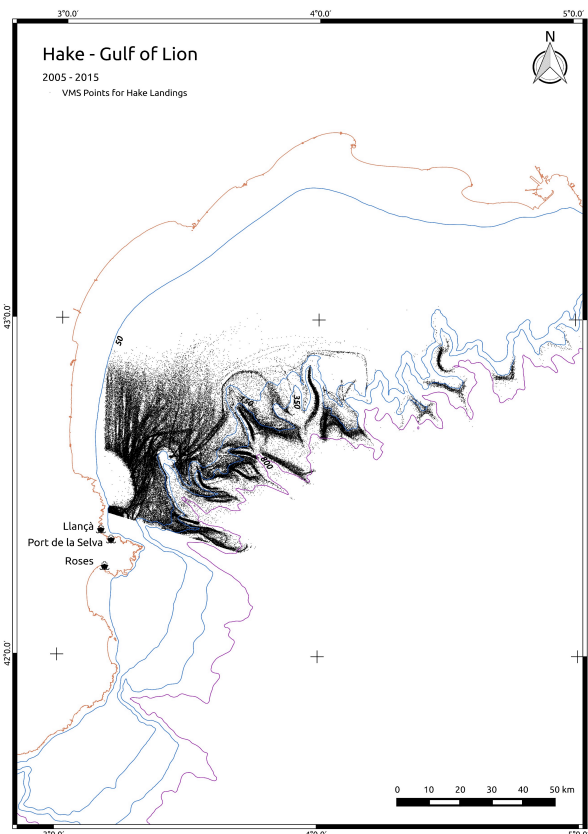 3°0.0' 4°0.0' 5°0.0'
Hake - Gulf of Lion
2005 - 2015
VMS Points for Hake Landings
N
43°0.0'
50
350
800
Llançà
Port de la Selva
Roses
42°0.0'
0 10 20 30 40 50 km